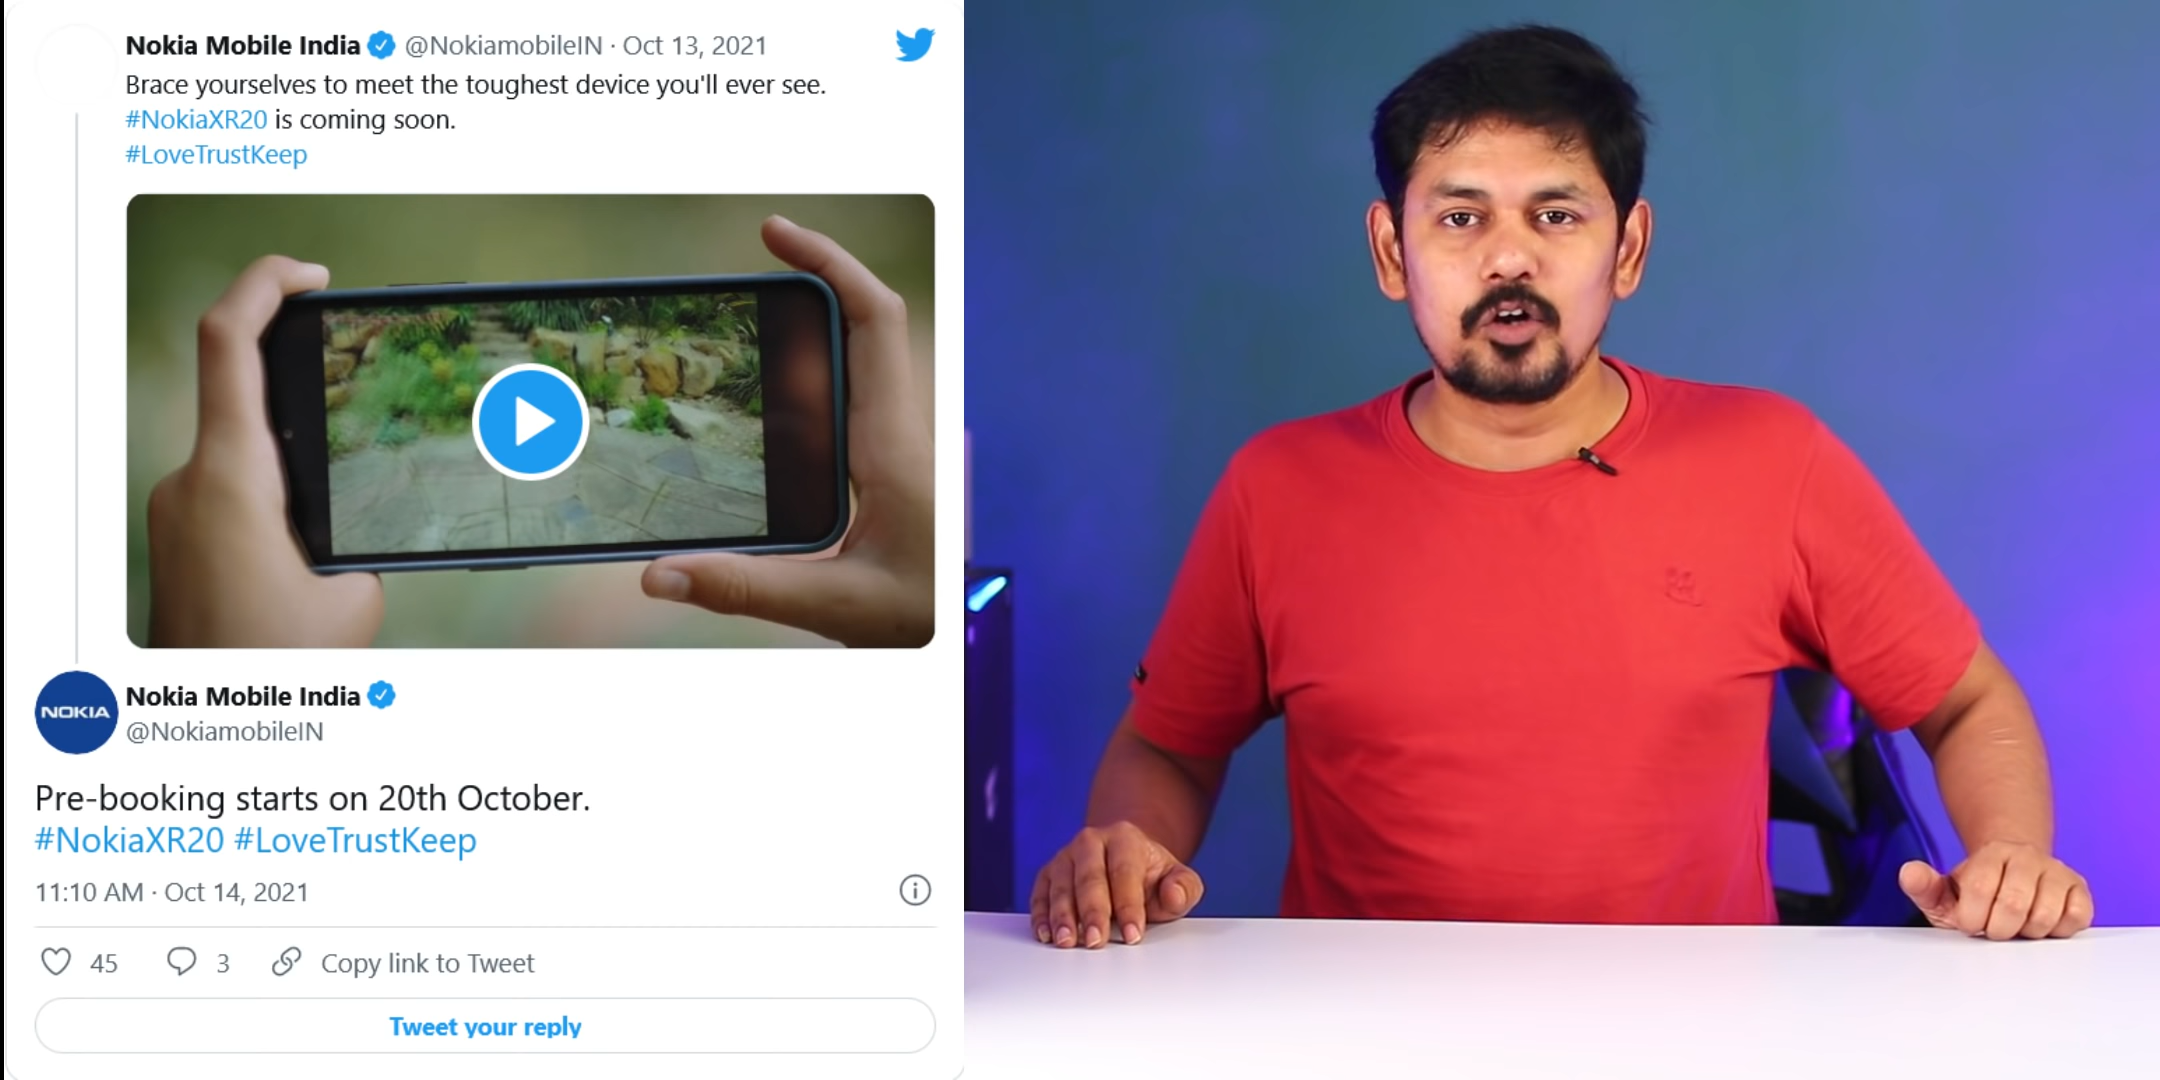 Nokia Mobile India @NokiamobileIN · Oct 13, 2021
Brace yourselves to meet the toughest device you'll ever see.
#NokiaXR20 is coming soon.
#LoveTrustKeep
NOKIA
Nokia Mobile India
@NokiamobileIN
Pre-booking starts on 20th October.
#NokiaXR20 #LoveTrustKeep
11:10 AM · Oct 14, 2021
45 3 Copy link to Tweet
Tweet your reply